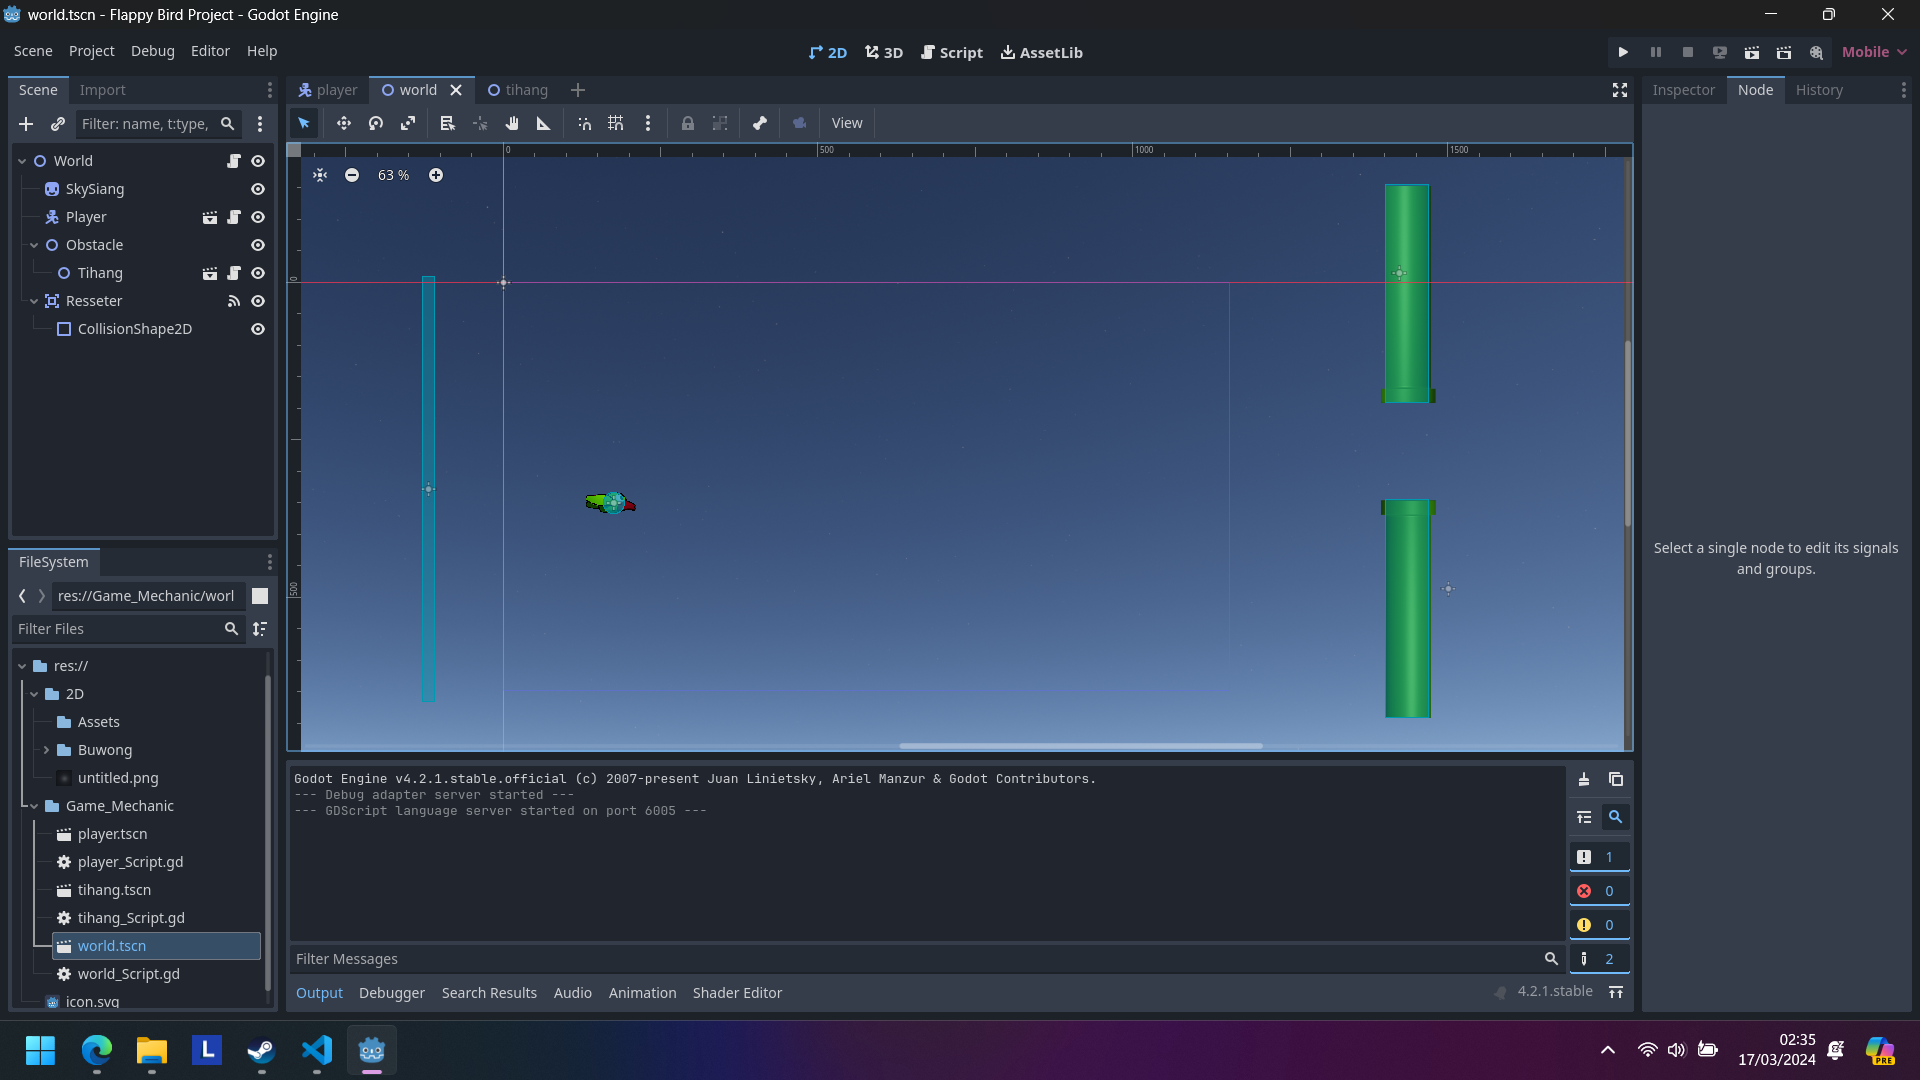 world.tscn - Flappy Bird Project - Godot Engine
Scene Project Debug Editor Help
2D 3D Script AssetLib
Mobile
Scene Import
player world tihang
Inspector Node History
Filter: name, t:type,
View
World
SkySiang
Player
Obstacle
Tihang
Resseter
CollisionShape2D
0 500 1000 1500
63 %
0
500
Select a single node to edit its signals
and groups.
FileSystem
res://Game_Mechanic/worl
Filter Files
res://
2D
Assets
Buwong
untitled.png
Game_Mechanic
player.tscn
player_Script.gd
tihang.tscn
tihang_Script.gd
world.tscn
world_Script.gd
icon.svg
Godot Engine v4.2.1.stable.official (c) 2007-present Juan Linietsky, Ariel Manzur & Godot Contributors.
--- Debug adapter server started ---
--- GDScript language server started on port 6005 ---
1
0
0
2
Filter Messages
Output Debugger Search Results Audio Animation Shader Editor
4.2.1.stable
L
02:35
17/03/2024
PRE